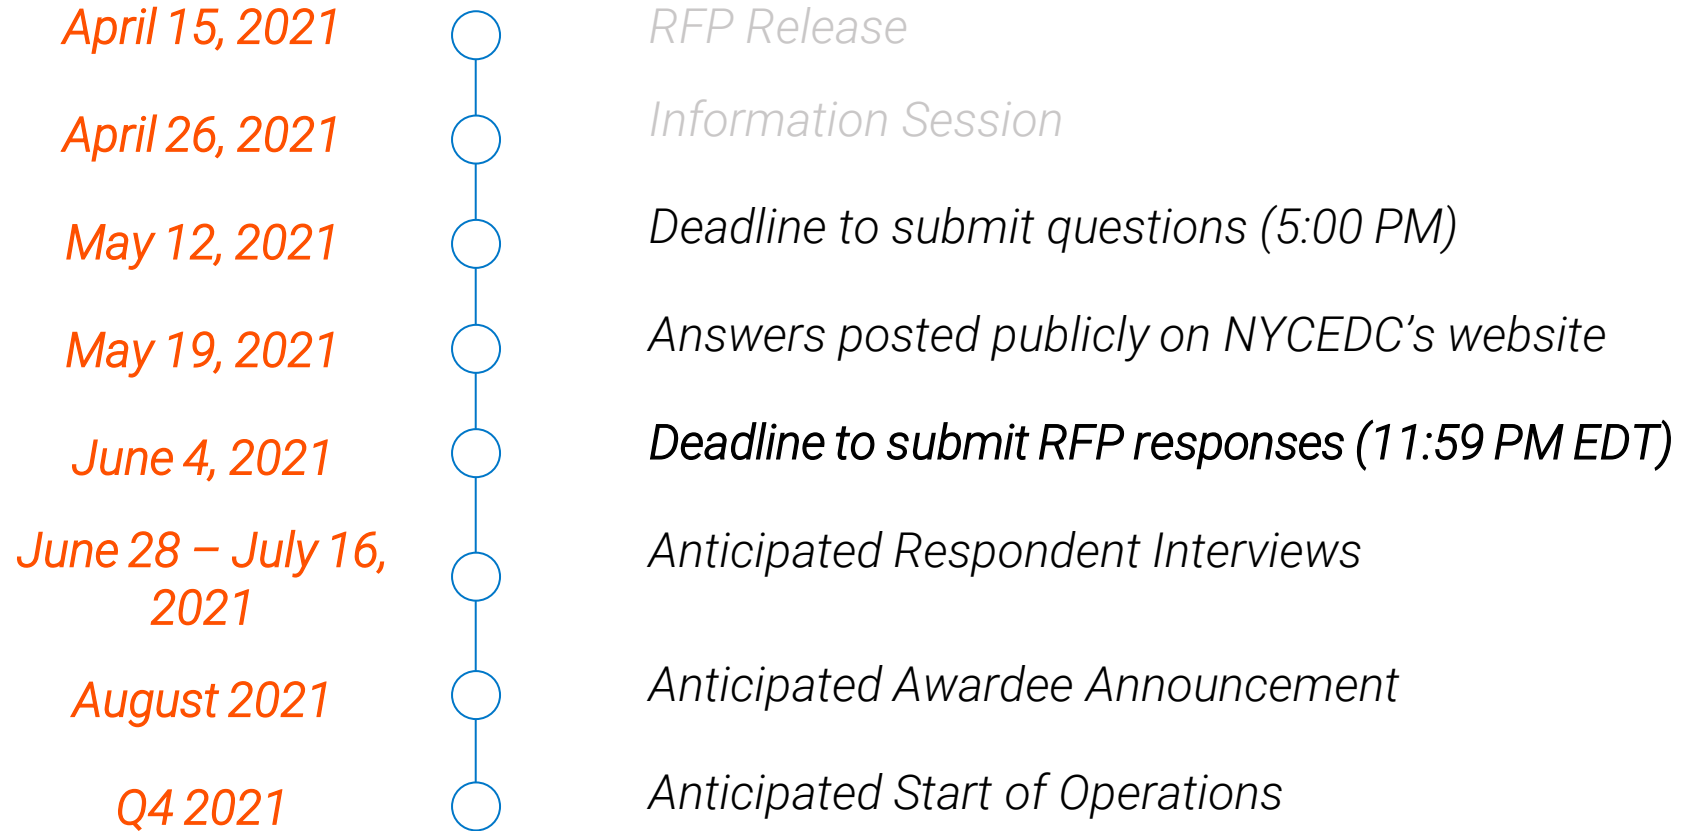 April 15, 2021
RFP Release
April 26, 2021
Information Session
May 12, 2021
Deadline to submit questions (5:00 PM)
May 19, 2021
Answers posted publicly on NYCEDC’s website
June 4, 2021
Deadline to submit RFP responses (11:59 PM EDT)
June 28 – July 16,
2021
Anticipated Respondent Interviews
August 2021
Anticipated Awardee Announcement
Q4 2021
Anticipated Start of Operations